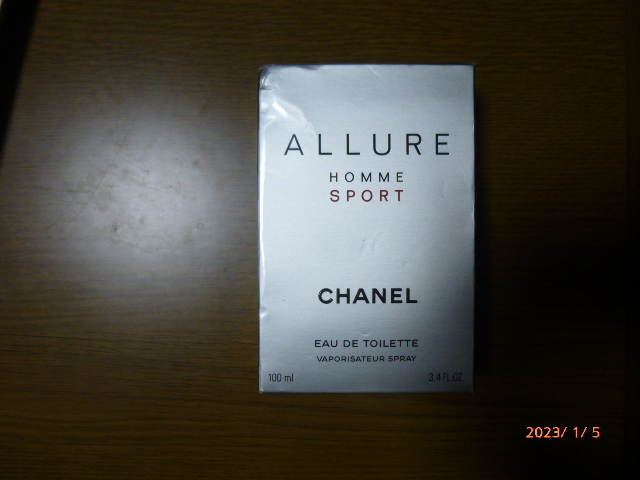 ALLURE
HOMME
SPORT
CHANEL
EAU DE TOILETTE
VAPORISATEUR SPRAY
100 ml 3.4 FL.OZ.
2023/ 1/ 5